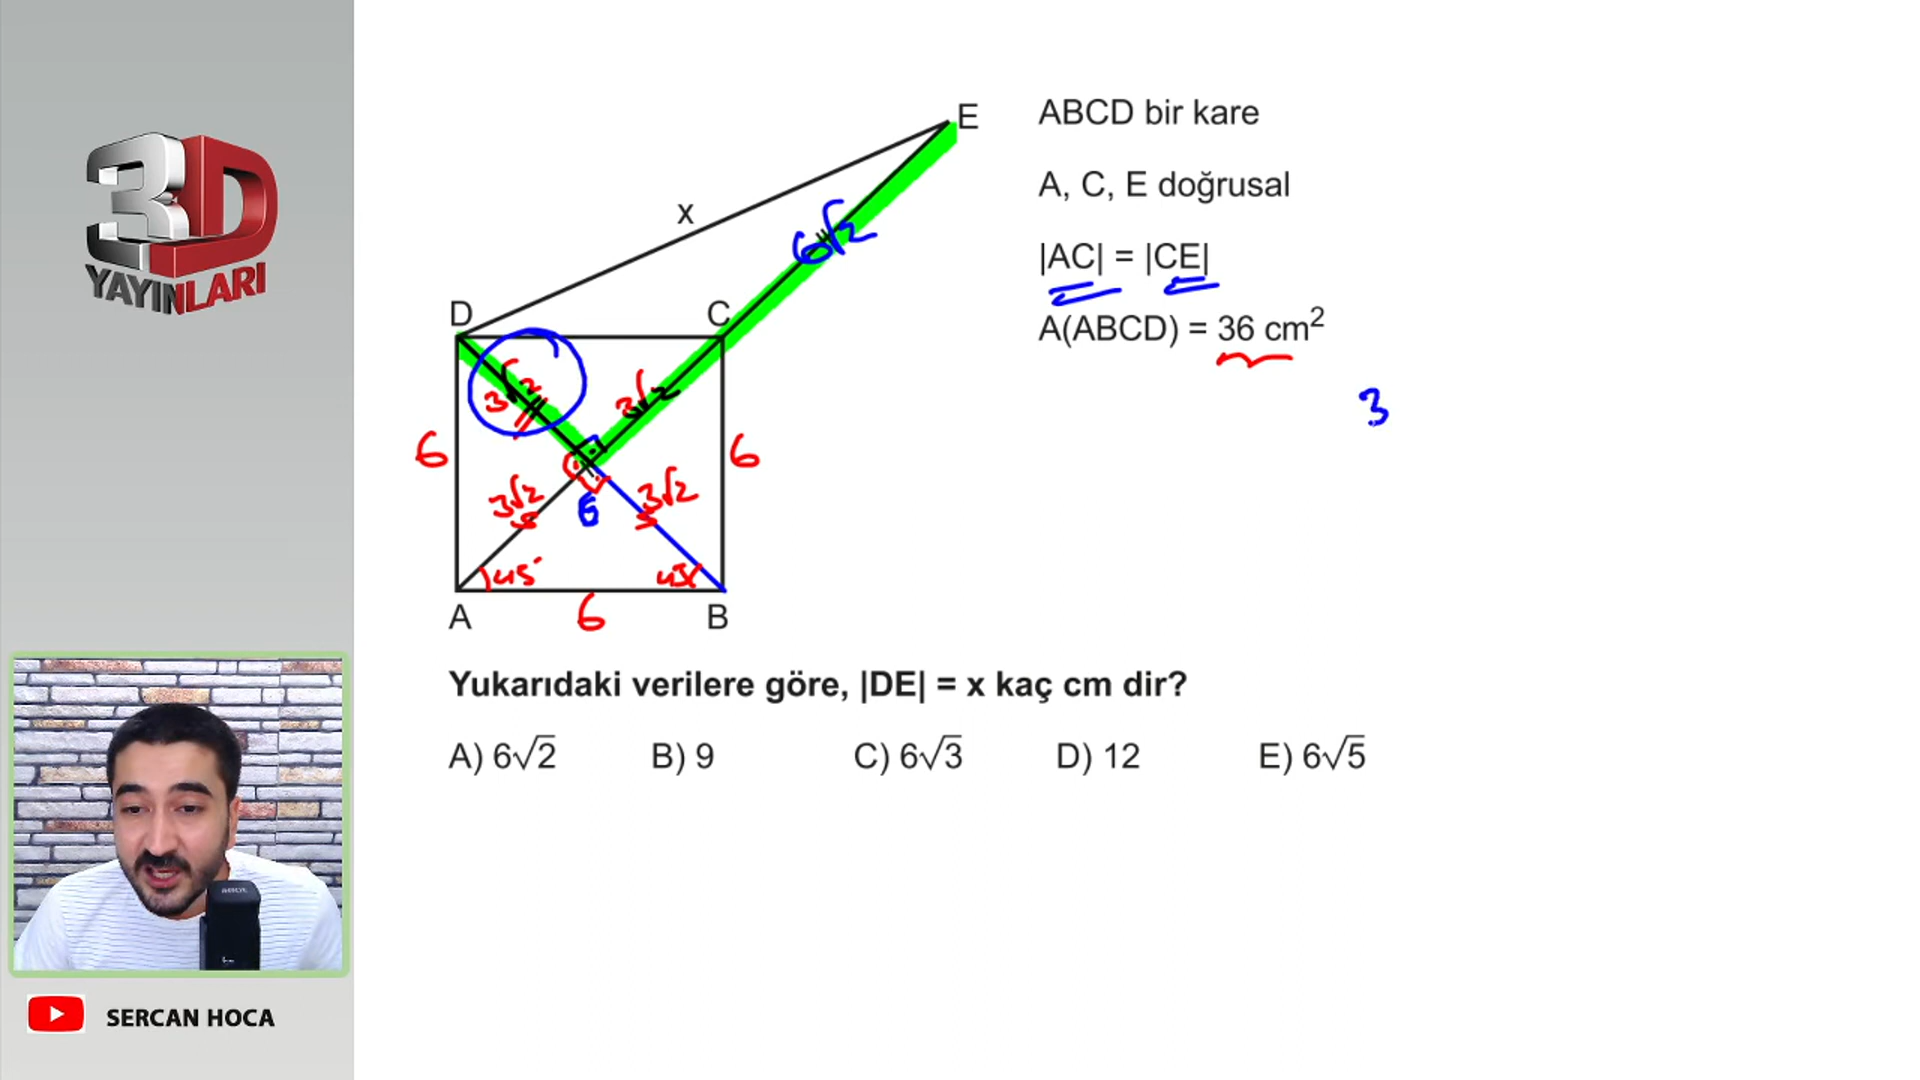 3D
YAYINLARI
E
x
6√2
D
C
3√2
3√2
6
6
3√2
3√2
6
45°
45
A
6
B
ABCD bir kare
A, C, E doğrusal
|AC| = |CE|
A(ABCD) = 36 cm²
3
Yukarıdaki verilere göre, |DE| = x kaç cm dir?
A) 6√2 B) 9 C) 6√3 D) 12 E) 6√5
SERCAN HOCA